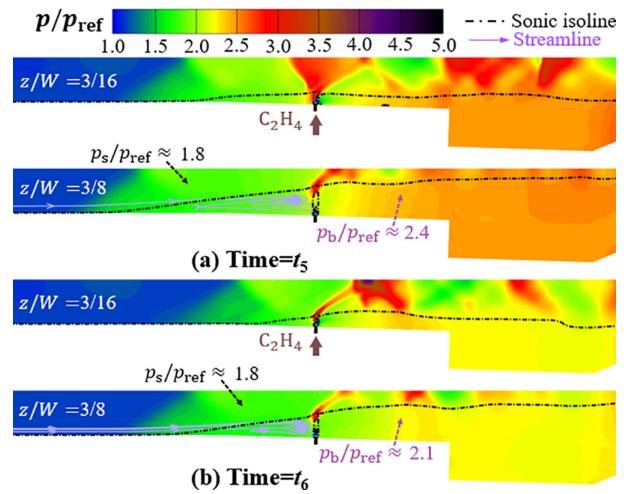 p/p_ref
1.0 1.5 2.0 2.5 3.0 3.5 4.0 4.5 5.0
Sonic isoline
Streamline
z/W =3/16
C₂H₄
p_s/p_ref ≈ 1.8
z/W =3/8
p_b/p_ref ≈ 2.4
(a) Time=t₅
z/W =3/16
C₂H₄
p_s/p_ref ≈ 1.8
z/W =3/8
p_b/p_ref ≈ 2.1
(b) Time=t₆